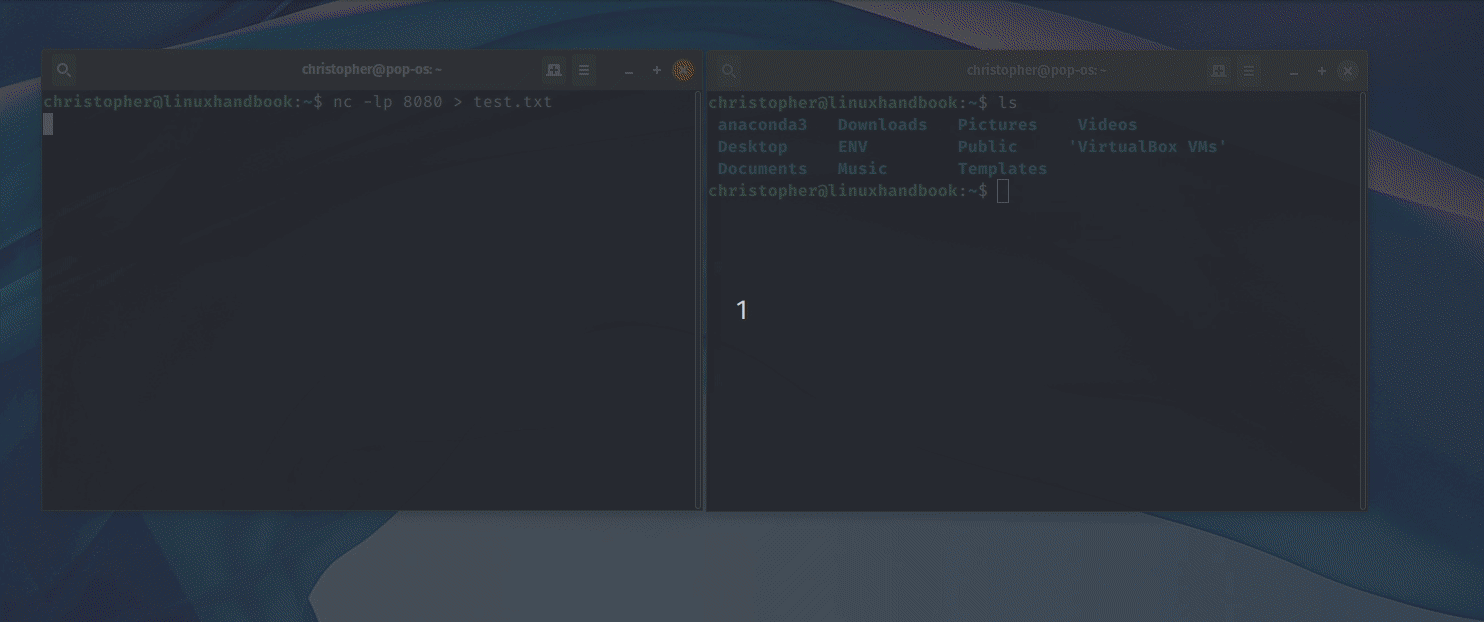 christopher@pop-os: ~
christopher@linuxhandbook:~$ nc -lp 8080 > test.txt
christopher@pop-os: ~
christopher@linuxhandbook:~$ ls
anaconda3 Downloads Pictures Videos
Desktop ENV Public 'VirtualBox VMs'
Documents Music Templates
christopher@linuxhandbook:~$
1